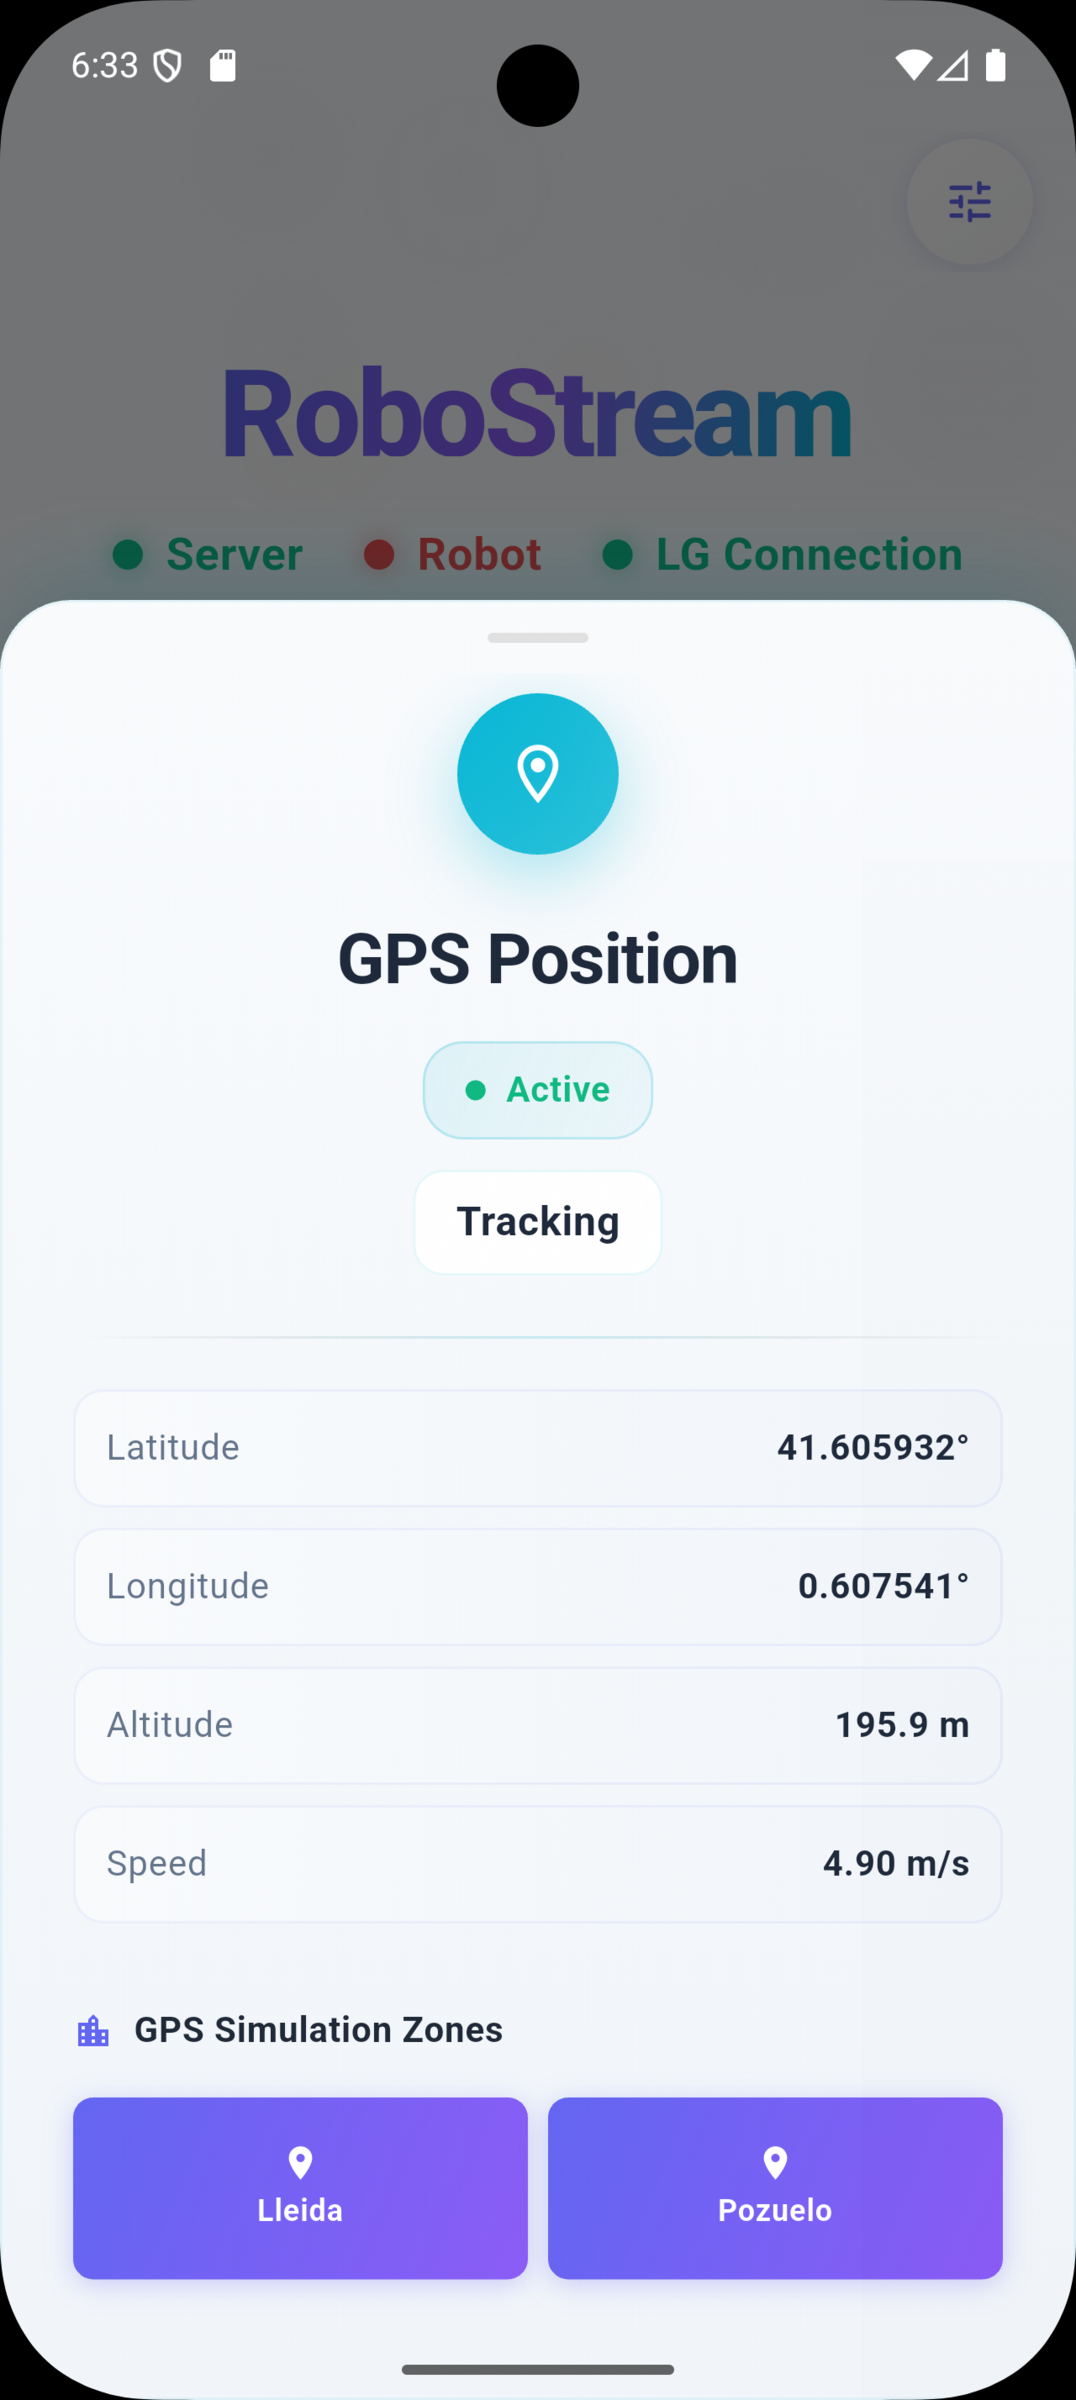 6:33
RoboStream
Server Robot LG Connection
GPS Position
Active
Tracking
Latitude 41.605932°
Longitude 0.607541°
Altitude 195.9 m
Speed 4.90 m/s
GPS Simulation Zones
Lleida Pozuelo